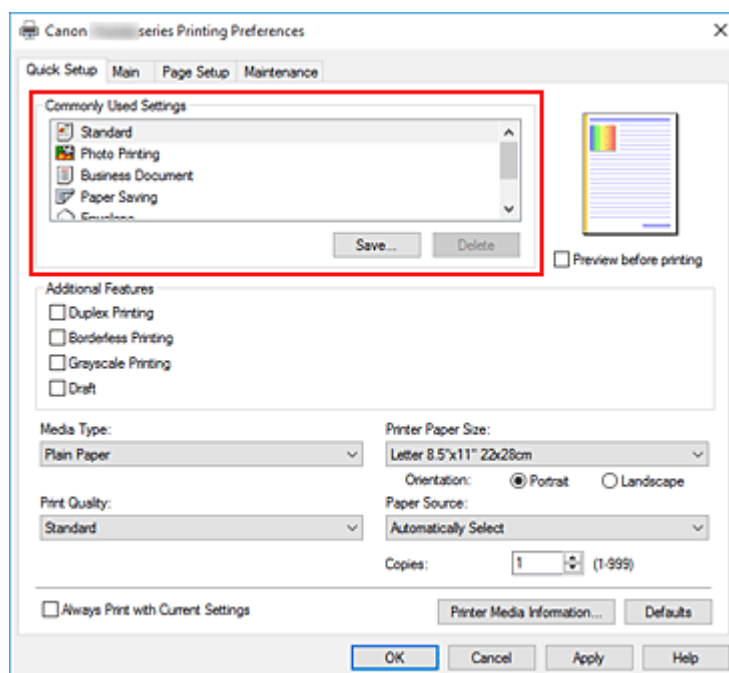 Canon series Printing Preferences
Quick Setup Main Page Setup Maintenance
Commonly Used Settings
Standard
Photo Printing
Business Document
Paper Saving
Save... Delete
Preview before printing
Additional Features
Duplex Printing
Borderless Printing
Grayscale Printing
Draft
Media Type: Printer Paper Size:
Plain Paper Letter 8.5"x11" 22x28cm
Orientation: Portrait Landscape
Print Quality: Paper Source:
Standard Automatically Select
Copies: 1 (1-999)
Always Print with Current Settings Printer Media Information... Defaults
OK Cancel Apply Help